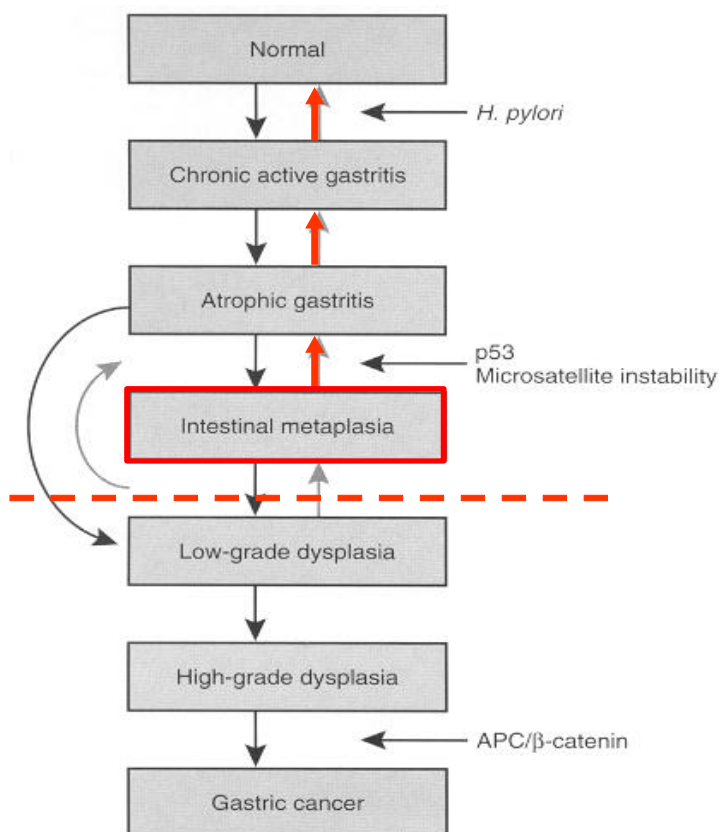 Normal
H. pylori
Chronic active gastritis
Atrophic gastritis
p53
Microsatellite instability
Intestinal metaplasia
Low-grade dysplasia
High-grade dysplasia
APC/β-catenin
Gastric cancer